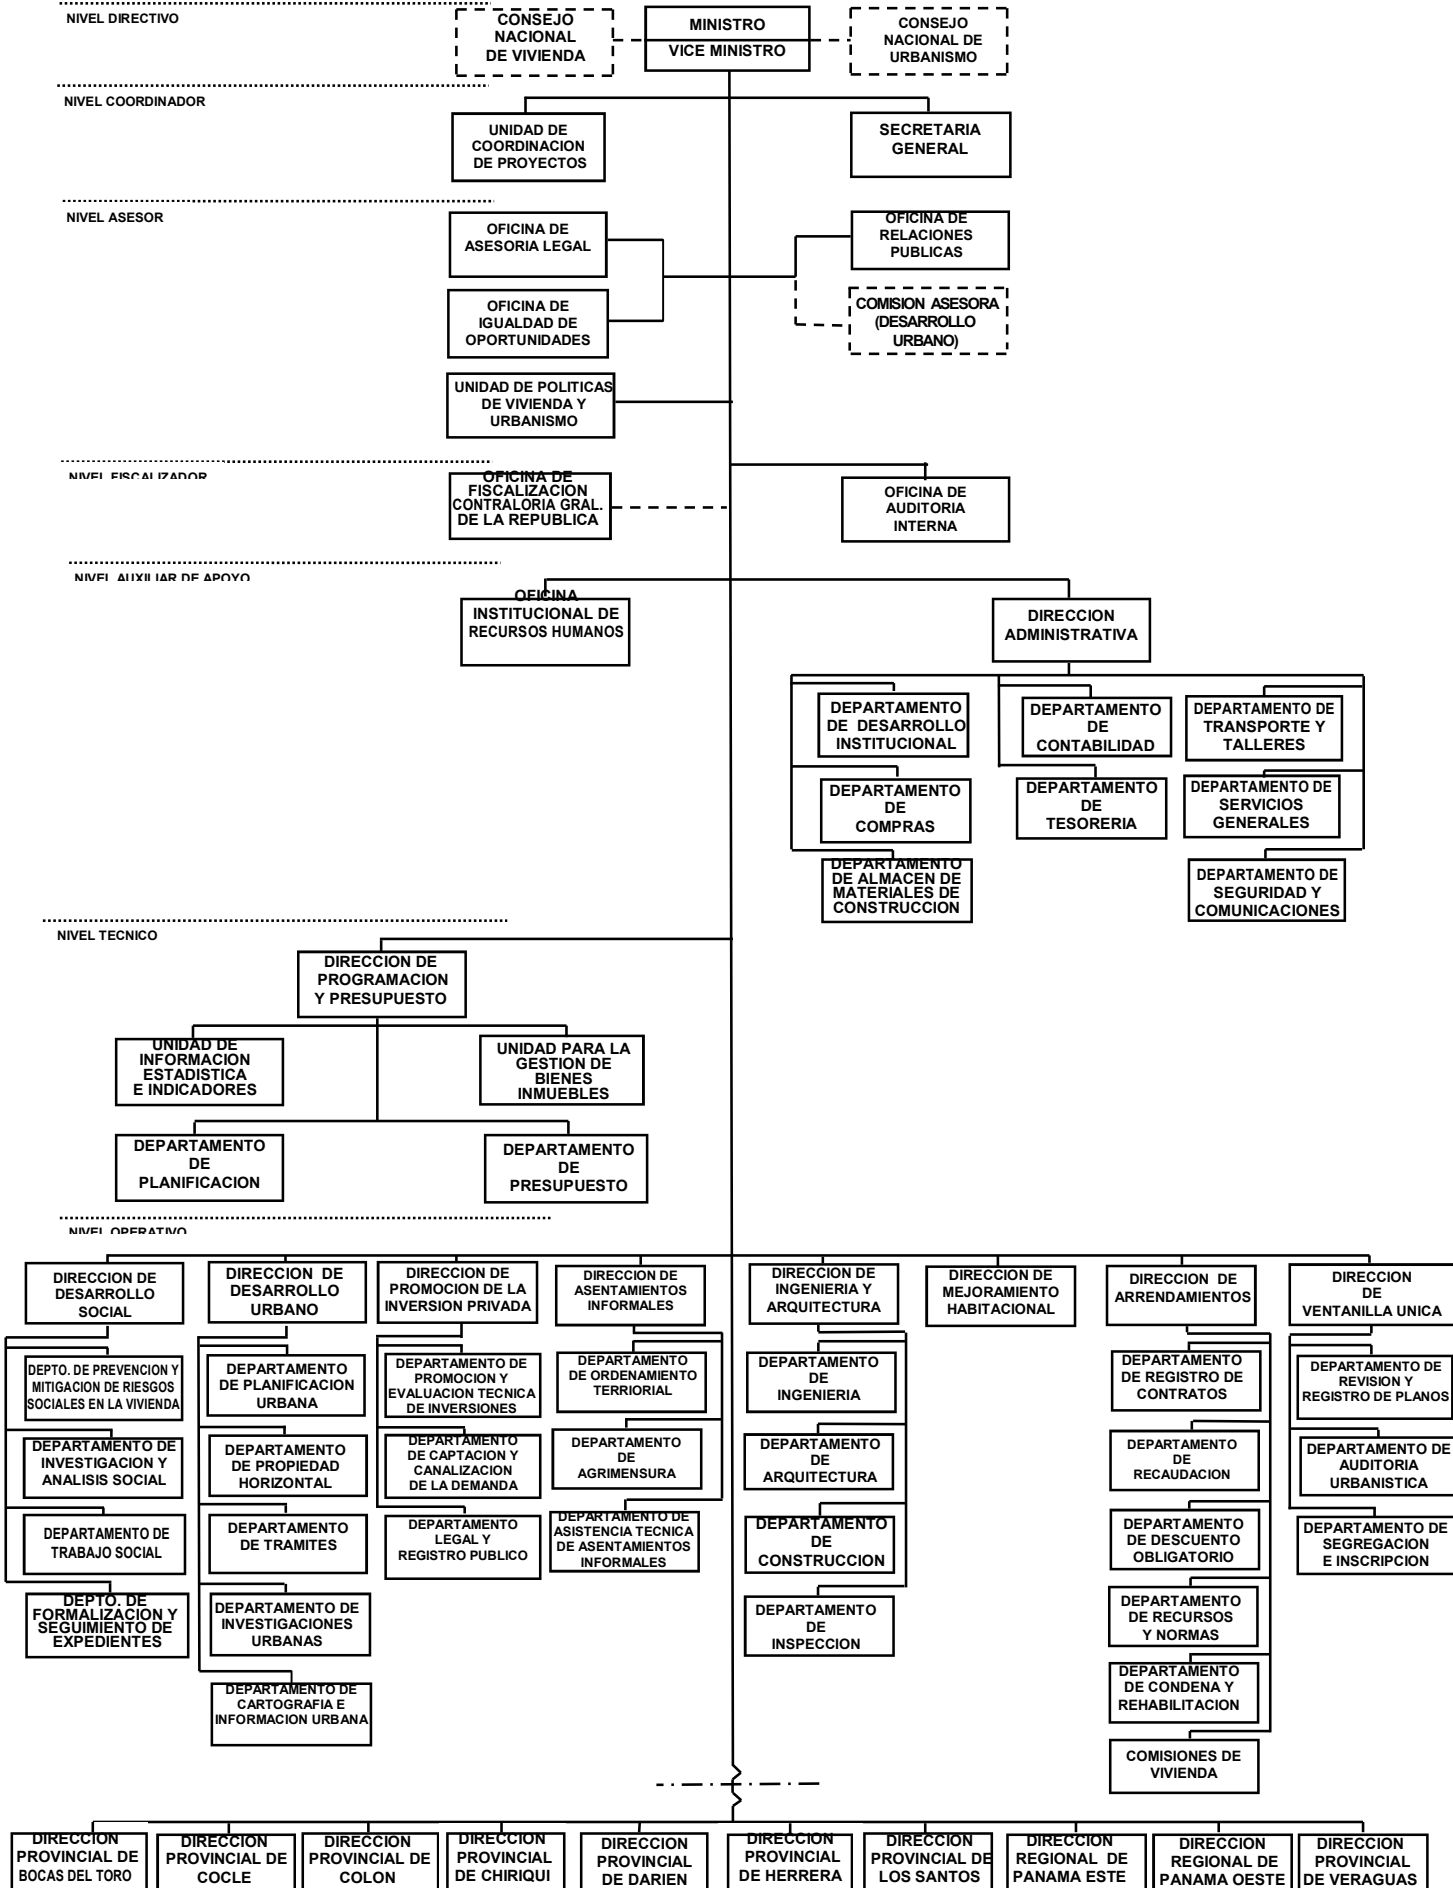 NIVEL DIRECTIVO
CONSEJO
NACIONAL
DE VIVIENDA
MINISTRO
VICE MINISTRO
CONSEJO
NACIONAL DE
URBANISMO
NIVEL COORDINADOR
UNIDAD DE
COORDINACION
DE PROYECTOS
SECRETARIA
GENERAL
NIVEL ASESOR
OFICINA DE
ASESORIA LEGAL
OFICINA DE
RELACIONES
PUBLICAS
OFICINA DE
IGUALDAD DE
OPORTUNIDADES
COMISION ASESORA
(DESARROLLO
URBANO)
UNIDAD DE POLITICAS
DE VIVIENDA Y
URBANISMO
NIVEL FISCALIZADOR
OFICINA DE
FISCALIZACION
CONTRALORIA GRAL.
DE LA REPUBLICA
OFICINA DE
AUDITORIA
INTERNA
NIVEL AUXILIAR DE APOYO
OFICINA
INSTITUCIONAL DE
RECURSOS HUMANOS
DIRECCION
ADMINISTRATIVA
DEPARTAMENTO
DE DESARROLLO
INSTITUCIONAL
DEPARTAMENTO
DE
CONTABILIDAD
DEPARTAMENTO DE
TRANSPORTE Y
TALLERES
DEPARTAMENTO
DE
COMPRAS
DEPARTAMENTO
DE
TESORERIA
DEPARTAMENTO DE
SERVICIOS
GENERALES
DEPARTAMENTO
DE ALMACEN DE
MATERIALES DE
CONSTRUCCION
DEPARTAMENTO DE
SEGURIDAD Y
COMUNICACIONES
NIVEL TECNICO
DIRECCION DE
PROGRAMACION
Y PRESUPUESTO
UNIDAD DE
INFORMACION
ESTADISTICA
E INDICADORES
UNIDAD PARA LA
GESTION DE
BIENES
INMUEBLES
DEPARTAMENTO
DE
PLANIFICACION
DEPARTAMENTO
DE
PRESUPUESTO
NIVEL OPERATIVO
DIRECCION DE
DESARROLLO
SOCIAL
DIRECCION DE
DESARROLLO
URBANO
DIRECCION DE
PROMOCION DE LA
INVERSION PRIVADA
DIRECCION DE
ASENTAMIENTOS
INFORMALES
DIRECCION DE
INGENIERIA Y
ARQUITECTURA
DIRECCION DE
MEJORAMIENTO
HABITACIONAL
DIRECCION DE
ARRENDAMIENTOS
DIRECCION
DE
VENTANILLA UNICA
DEPTO. DE PREVENCION Y
MITIGACION DE RIESGOS
SOCIALES EN LA VIVIENDA
DEPARTAMENTO
DE PLANIFICACION
URBANA
DEPARTAMENTO DE
PROMOCION Y
EVALUACION TECNICA
DE INVERSIONES
DEPARTAMENTO
DE ORDENAMIENTO
TERRIORIAL
DEPARTAMENTO
DE
INGENIERIA
DEPARTAMENTO
DE REGISTRO DE
CONTRATOS
DEPARTAMENTO DE
REVISION Y
REGISTRO DE PLANOS
DEPARTAMENTO DE
INVESTIGACION Y
ANALISIS SOCIAL
DEPARTAMENTO
DE PROPIEDAD
HORIZONTAL
DEPARTAMENTO
DE CAPTACION Y
CANALIZACION
DE LA DEMANDA
DEPARTAMENTO
DE
AGRIMENSURA
DEPARTAMENTO
DE
ARQUITECTURA
DEPARTAMENTO
DE
RECAUDACION
DEPARTAMENTO DE
AUDITORIA
URBANISTICA
DEPARTAMENTO DE
TRABAJO SOCIAL
DEPARTAMENTO
DE TRAMITES
DEPARTAMENTO
LEGAL Y
REGISTRO PUBLICO
DEPARTAMENTO DE
ASISTENCIA TECNICA
DE ASENTAMIENTOS
INFORMALES
DEPARTAMENTO
DE
CONSTRUCCION
DEPARTAMENTO
DE DESCUENTO
OBLIGATORIO
DEPARTAMENTO DE
SEGREGACION
E INSCRIPCION
DEPTO. DE
FORMALIZACION Y
SEGUIMIENTO DE
EXPEDIENTES
DEPARTAMENTO DE
INVESTIGACIONES
URBANAS
DEPARTAMENTO
DE
INSPECCION
DEPARTAMENTO
DE RECURSOS
Y NORMAS
DEPARTAMENTO DE
CARTOGRAFIA E
INFORMACION URBANA
DEPARTAMENTO
DE CONDENA Y
REHABILITACION
COMISIONES DE
VIVIENDA
DIRECCION
PROVINCIAL DE
BOCAS DEL TORO
DIRECCION
PROVINCIAL DE
COCLE
DIRECCION
PROVINCIAL DE
COLON
DIRECCION
PROVINCIAL
DE CHIRIQUI
DIRECCION
PROVINCIAL
DE DARIEN
DIRECCION
PROVINCIAL
DE HERRERA
DIRECCION
PROVINCIAL DE
LOS SANTOS
DIRECCION
REGIONAL DE
PANAMA ESTE
DIRECCION
REGIONAL DE
PANAMA OESTE
DIRECCION
PROVINCIAL
DE VERAGUAS